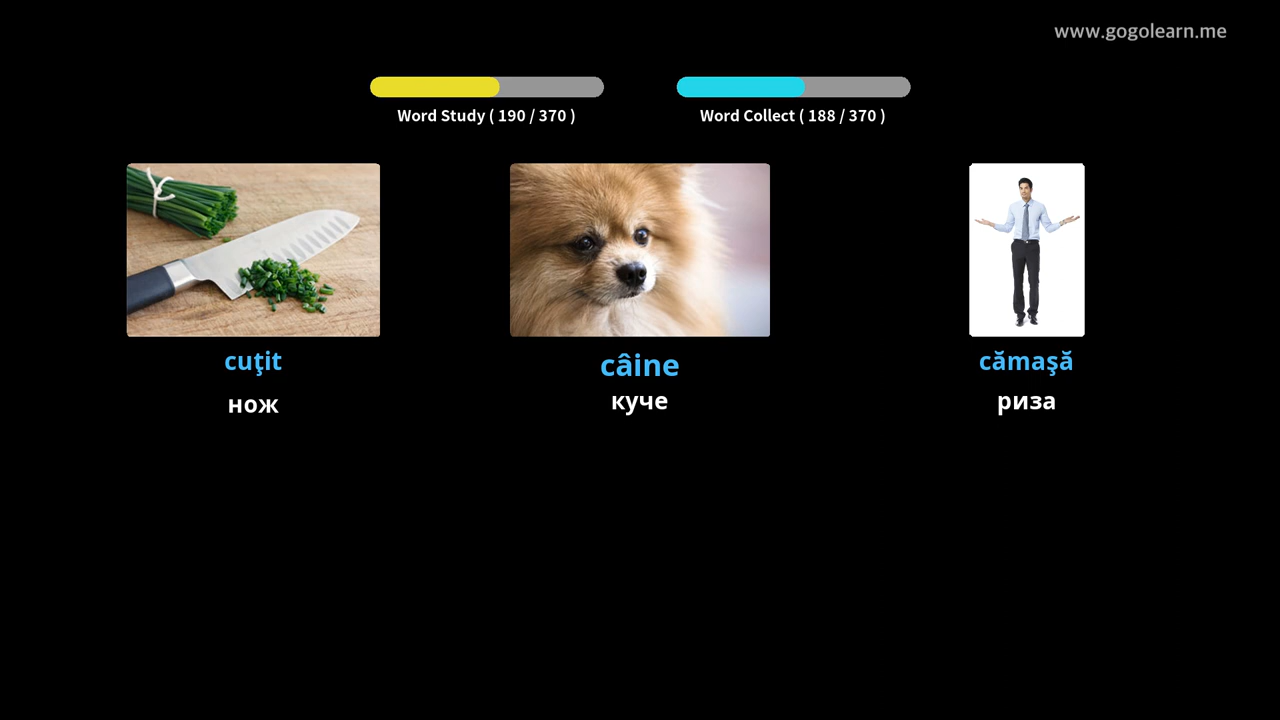 www.gogolearn.me
Word Study ( 190 / 370 )
Word Collect ( 188 / 370 )
cuţit
câine
cămaşă
нож
куче
риза